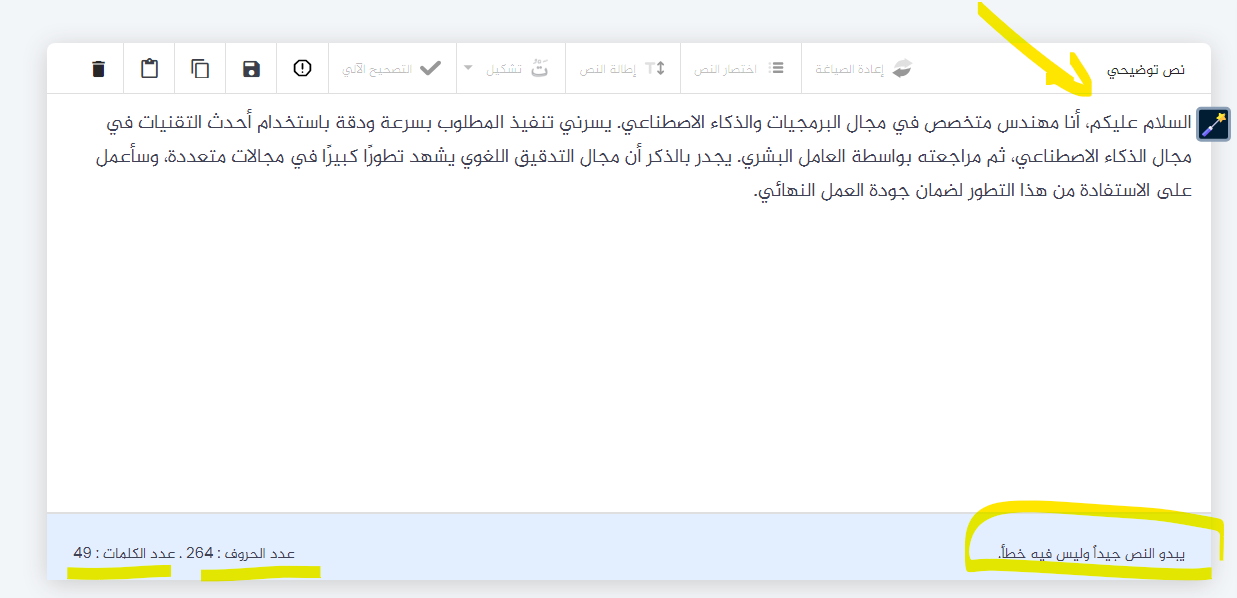 نص توضيحي
إعادة الصياغة
اختصار النص
إطالة النص
تشكيل
التصحيح الآلي
السلام عليكم، أنا مهندس متخصص في مجال البرمجيات والذكاء الاصطناعي. يسرني تنفيذ المطلوب بسرعة ودقة باستخدام أحدث التقنيات في
مجال الذكاء الاصطناعي، ثم مراجعته بواسطة العامل البشري. يجدر بالذكر أن مجال التدقيق اللغوي يشهد تطورًا كبيرًا في مجالات متعددة، وسأعمل
على الاستفادة من هذا التطور لضمان جودة العمل النهائي.
يبدو النص جيداً وليس فيه خطأ.
عدد الحروف : 264 . عدد الكلمات : 49